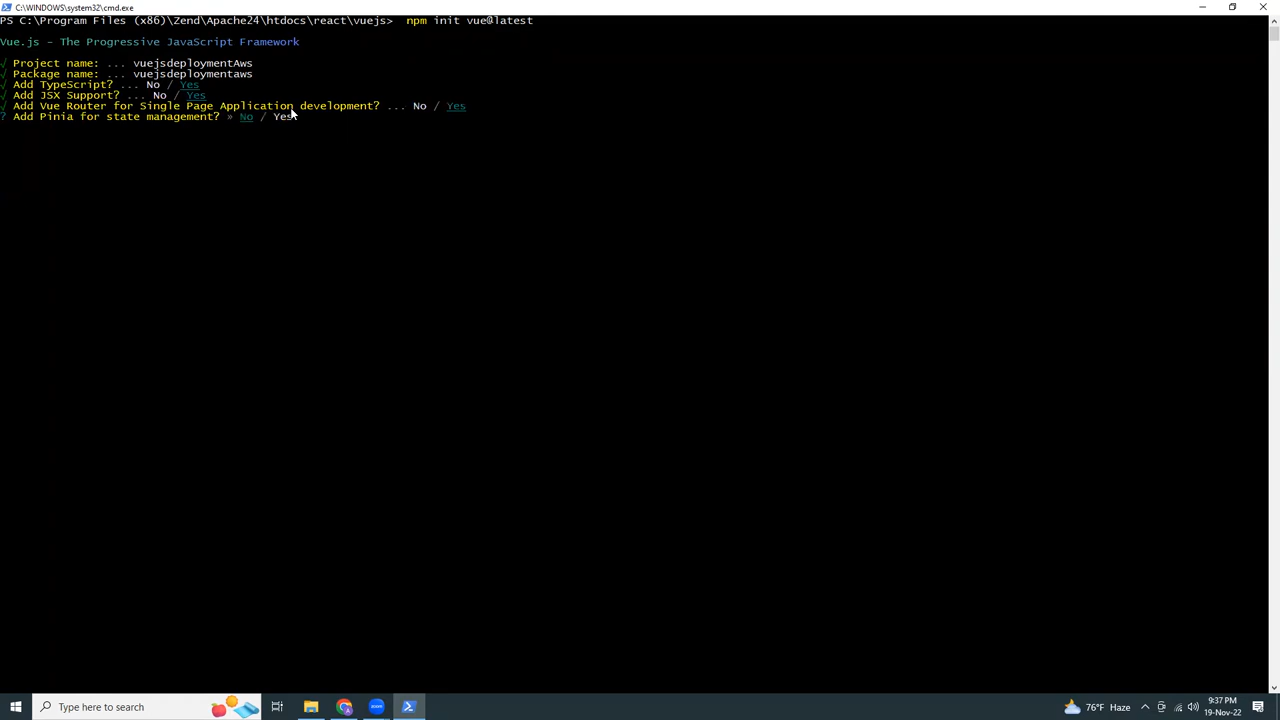 C:\WINDOWS\system32\cmd.exe
PS C:\Program Files (x86)\Zend\Apache24\htdocs\react\vuejs>  npm init vue@latest
Vue.js - The Progressive JavaScript Framework
√ Project name: ... vuejsdeploymentAws
√ Package name: ... vuejsdeploymentaws
√ Add TypeScript? ... No / Yes
√ Add JSX Support? ... No / Yes
√ Add Vue Router for Single Page Application development? ... No / Yes
? Add Pinia for state management? » No / Yes
Type here to search
76°F Haze
9:37 PM
19-Nov-22